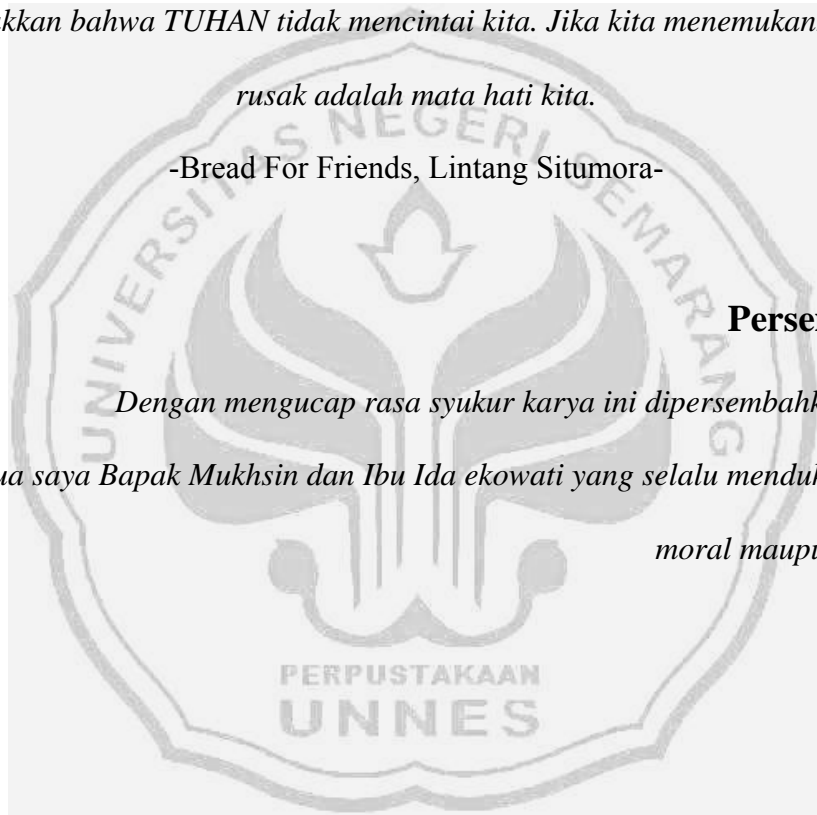 kkan bahwa TUHAN tidak mencintai kita. Jika kita menemukan
rusak adalah mata hati kita.
-Bread For Friends, Lintang Situmora-
UNIVERSITAS NEGERI SEMARANG
Perse
Dengan mengucap rasa syukur karya ini dipersembahk
ua saya Bapak Mukhsin dan Ibu Ida ekowati yang selalu menduk
moral maupu
PERPUSTAKAAN
UNNES